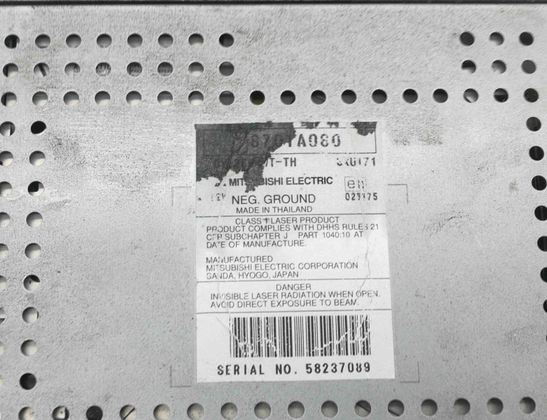 8701A080
MITSUBISHI ELECTRIC
NEG. GROUND
MADE IN THAILAND
CLASS 1 LASER PRODUCT
PRODUCT COMPLIES WITH DHHS RULES 21
CFR SUBCHAPTER J PART 1040:10 AT
DATE OF MANUFACTURE.
MANUFACTURED
MITSUBISHI ELECTRIC CORPORATION
SANDA, HYOGO, JAPAN
DANGER
INVISIBLE LASER RADIATION WHEN OPEN.
AVOID DIRECT EXPOSURE TO BEAM.
SERIAL NO. 58237089